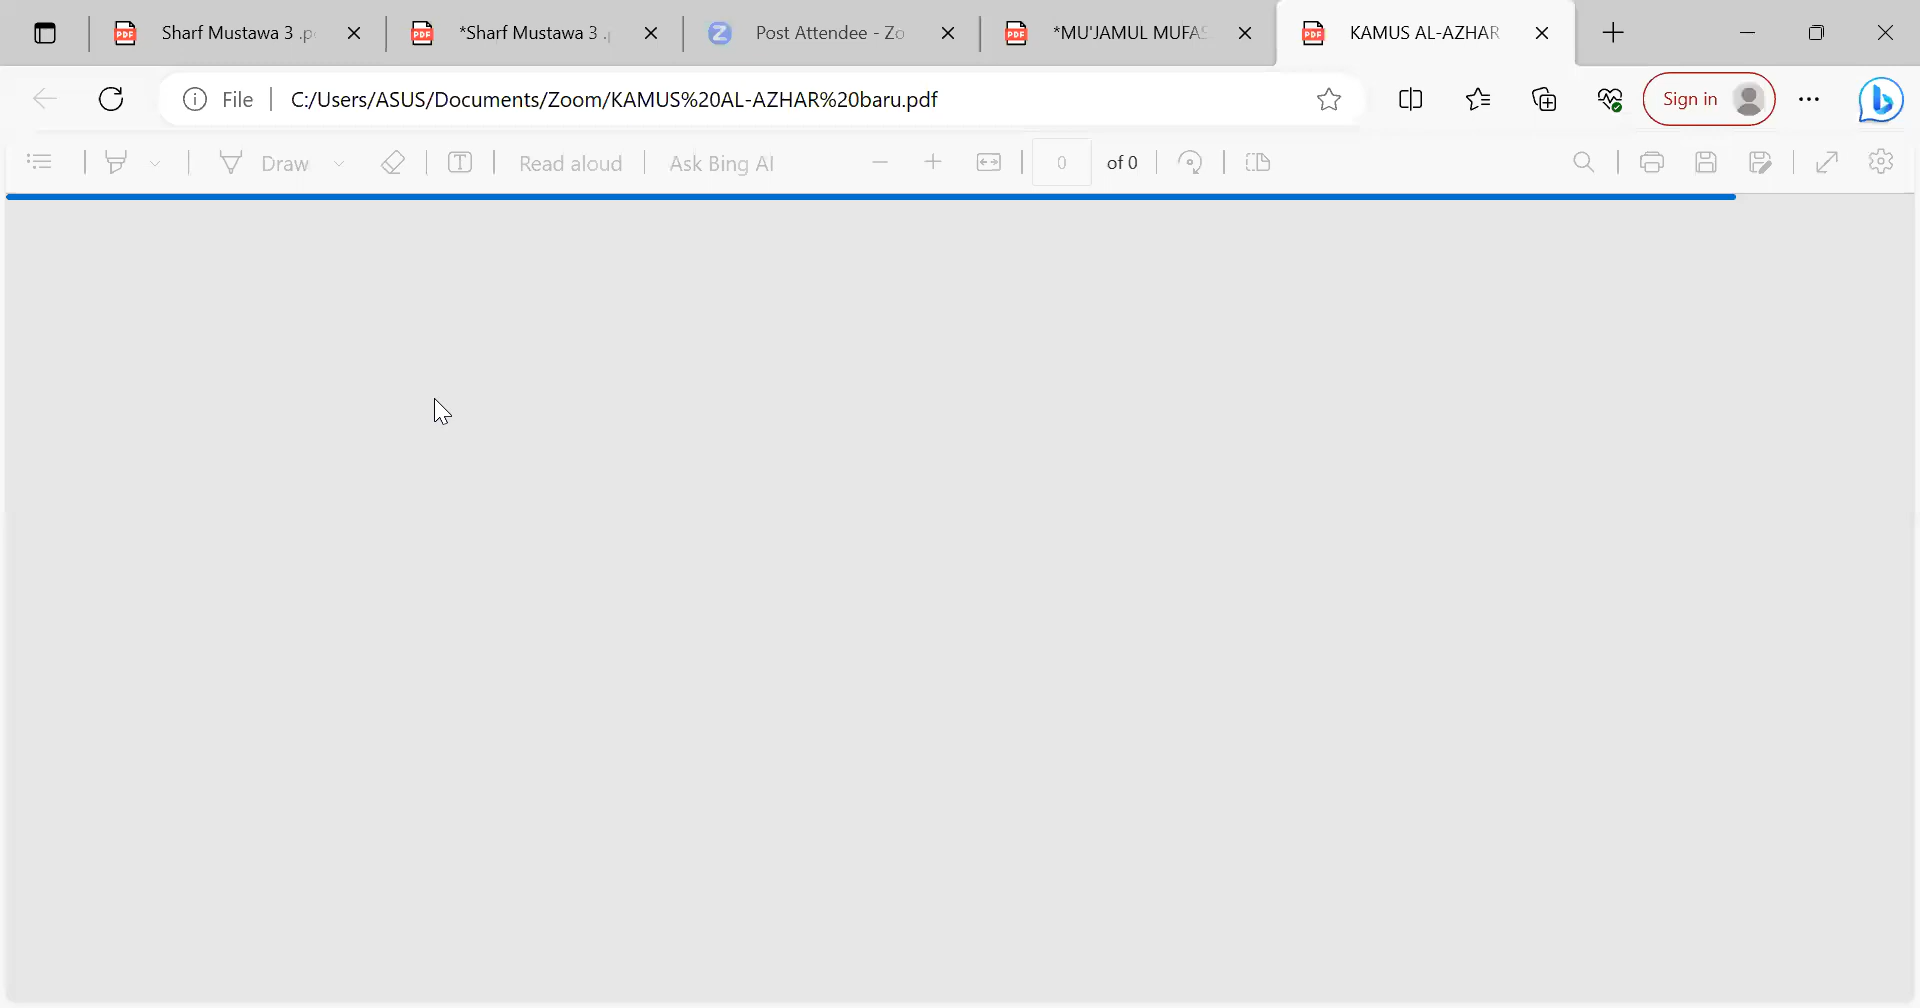 Sharf Mustawa 3 .p
*Sharf Mustawa 3 .
Post Attendee - Zo
*MU'JAMUL MUFAS
KAMUS AL-AZHAR
File
C:/Users/ASUS/Documents/Zoom/KAMUS%20AL-AZHAR%20baru.pdf
Sign in
Draw
Read aloud
Ask Bing AI
0
of 0